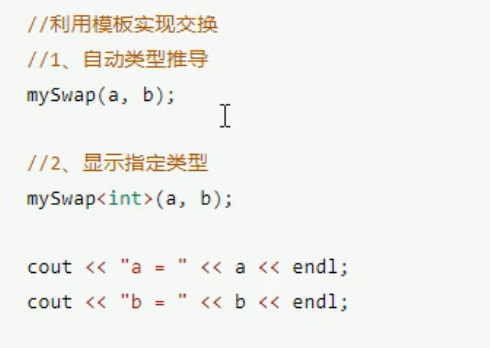 //利用模板实现交换
//1、自动类型推导
mySwap(a, b);
//2、显示指定类型
mySwap<int>(a, b);
cout << "a = " << a << endl;
cout << "b = " << b << endl;